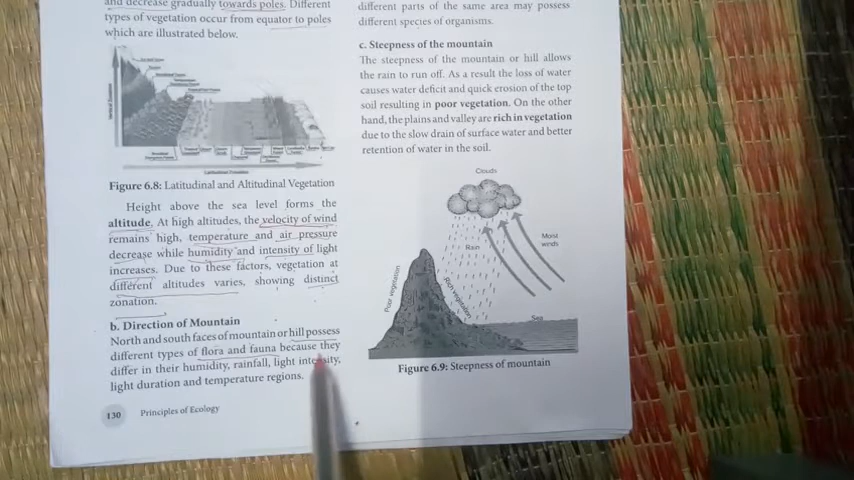 and decrease gradually towards poles. Different
types of vegetation occur from equator to poles
which are illustrated below.
Figure 6.8: Latitudinal and Altitudinal Vegetation
Height above the sea level forms the
altitude. At high altitudes, the velocity of wind
remains high, temperature and air pressure
decrease while humidity and intensity of light
increases. Due to these factors, vegetation at
different altitudes varies, showing distinct
zonation.
b. Direction of Mountain
North and south faces of mountain or hill possess
different types of flora and fauna because they
differ in their humidity, rainfall, light intensity,
light duration and temperature regions.
130 Principles of Ecology
different parts of the same area may possess
different species of organisms.
c. Steepness of the mountain
The steepness of the mountain or hill allows
the rain to run off. As a result the loss of water
causes water deficit and quick erosion of the top
soil resulting in poor vegetation. On the other
hand, the plains and valley are rich in vegetation
due to the slow drain of surface water and better
retention of water in the soil.
Clouds
Rain
Moist
winds
Poor vegetation
Rich vegetation
Sea
Figure 6.9: Steepness of mountain